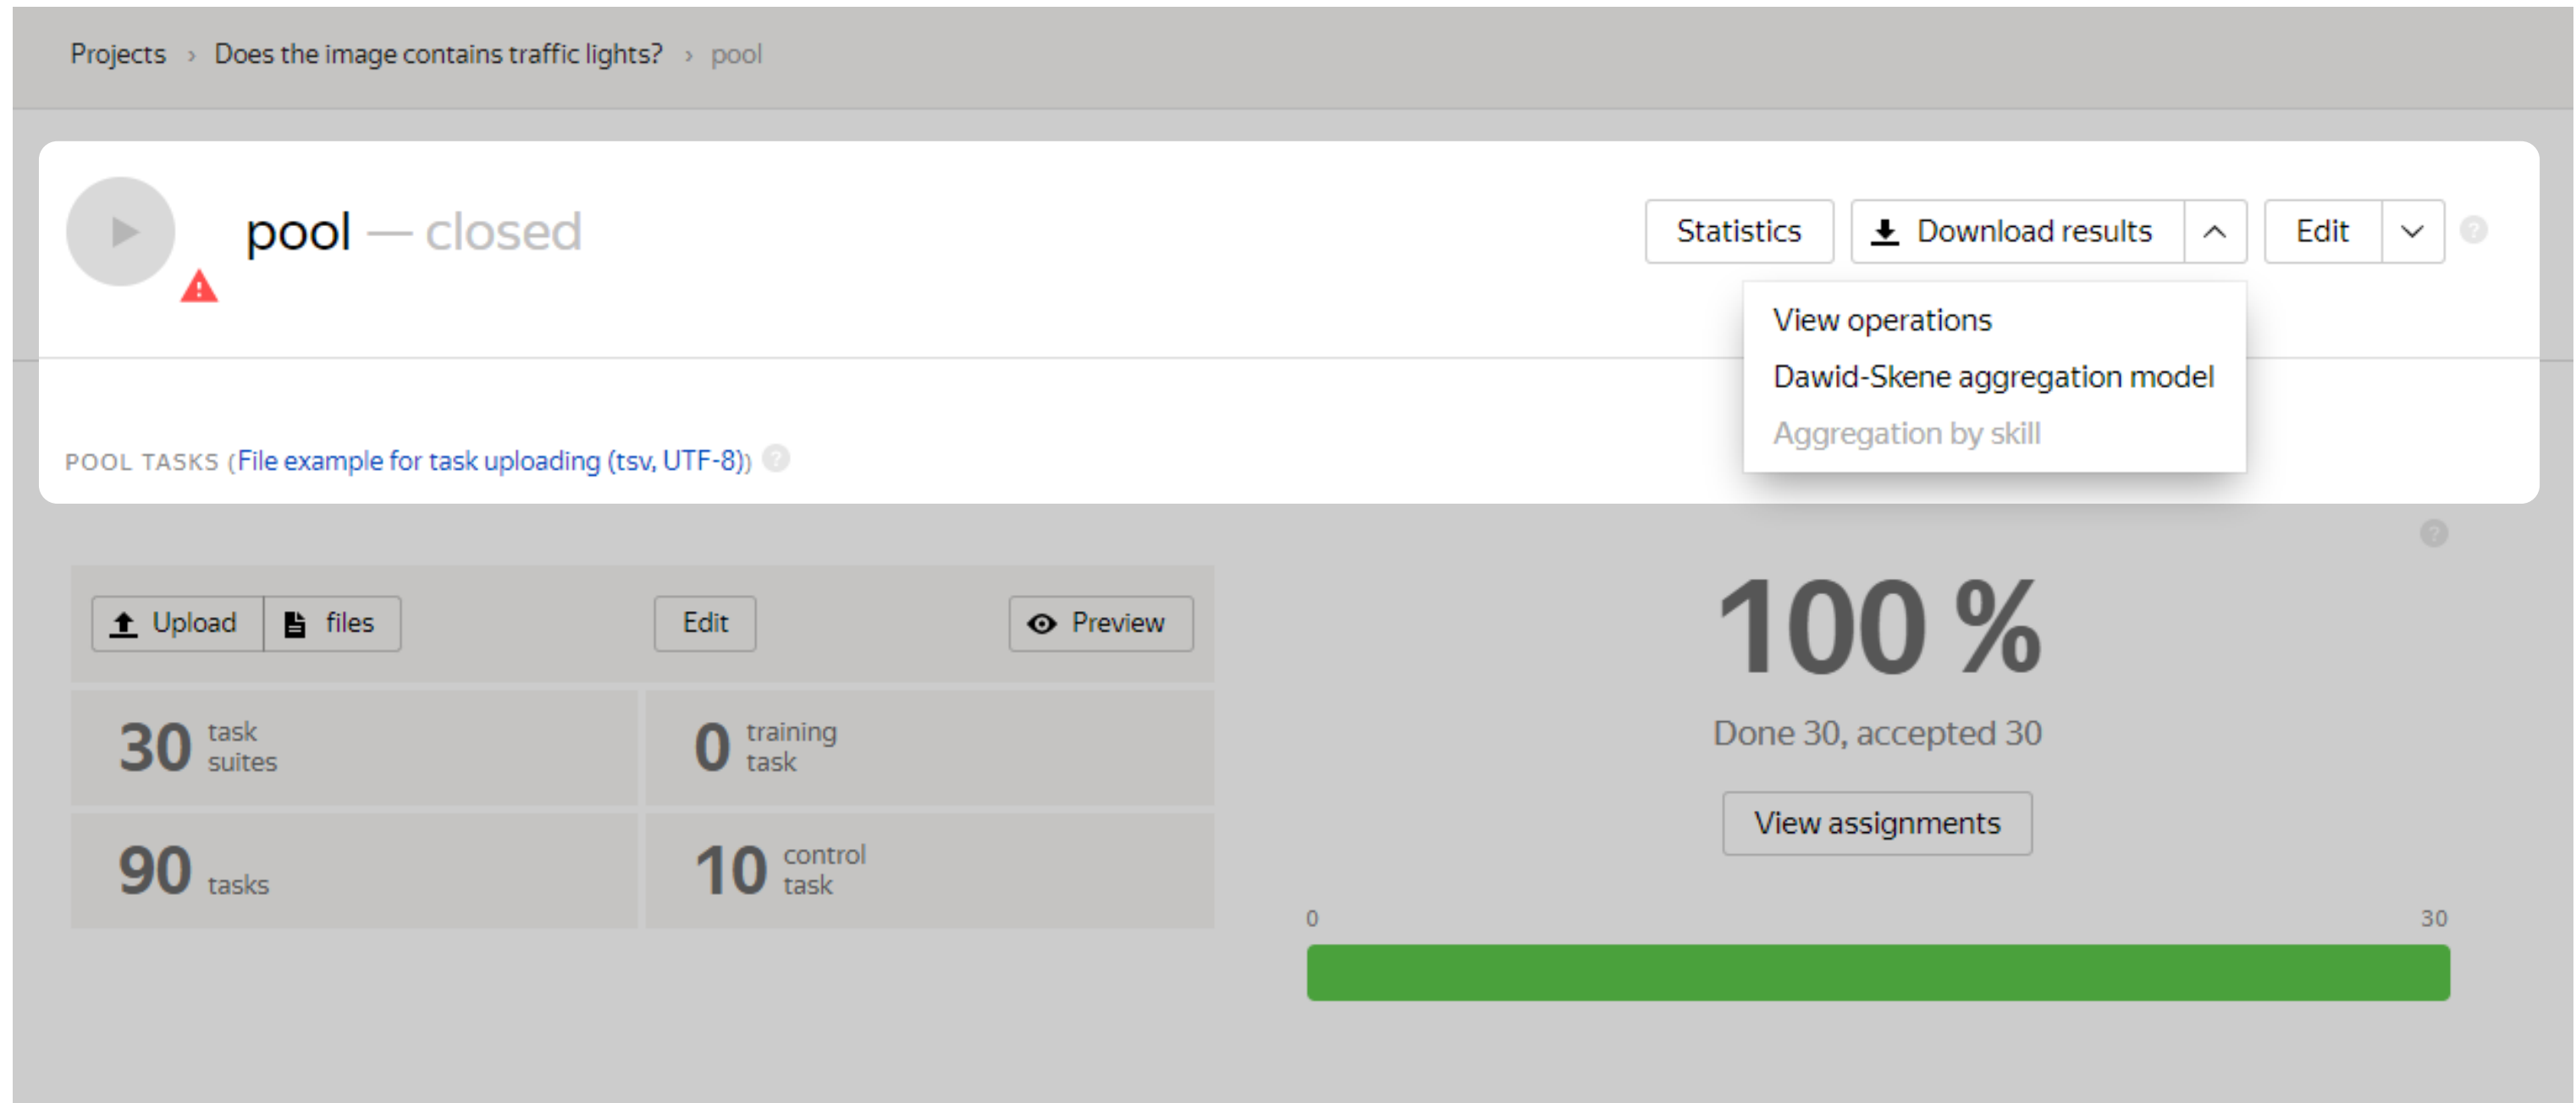 Projects › Does the image contains traffic lights? › pool
pool — closed
Statistics
Download results
Edit
?
View operations
Dawid-Skene aggregation model
Aggregation by skill
POOL TASKS (File example for task uploading (tsv, UTF-8)) ?
?
Upload
files
Edit
Preview
30 task suites
0 training task
90 tasks
10 control task
100 %
Done 30, accepted 30
View assignments
0
30